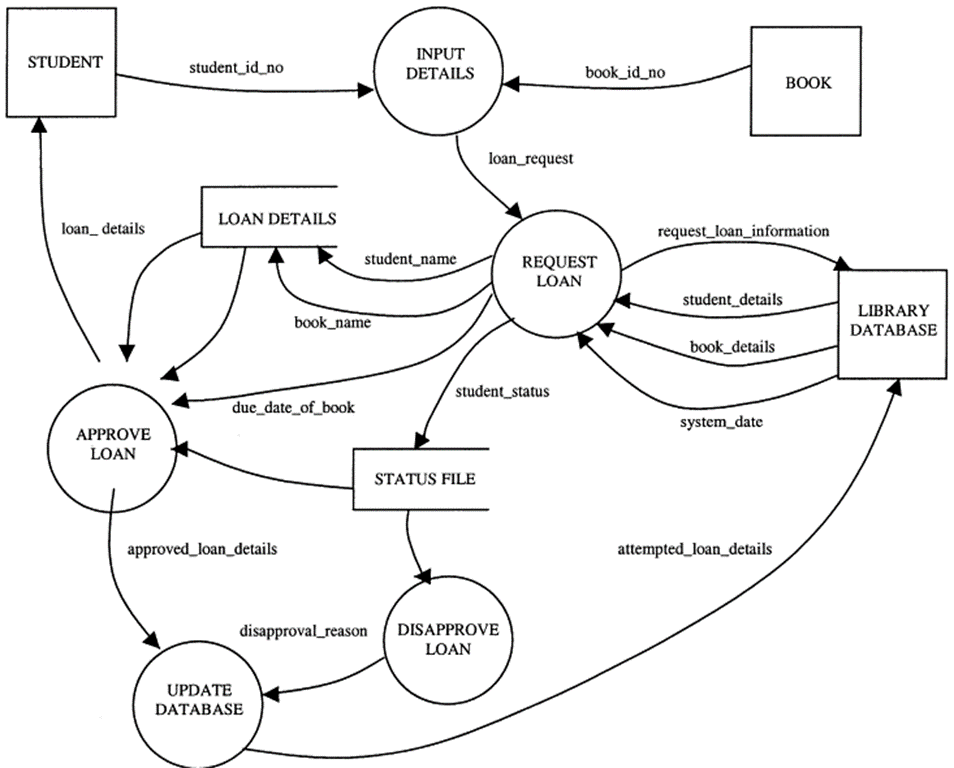 STUDENT
student_id_no
INPUT
DETAILS
book_id_no
BOOK
loan_request
loan_ details
LOAN DETAILS
student_name
book_name
REQUEST
LOAN
request_loan_information
student_details
book_details
system_date
LIBRARY
DATABASE
due_date_of_book
student_status
APPROVE
LOAN
STATUS FILE
approved_loan_details
attempted_loan_details
disapproval_reason
DISAPPROVE
LOAN
UPDATE
DATABASE